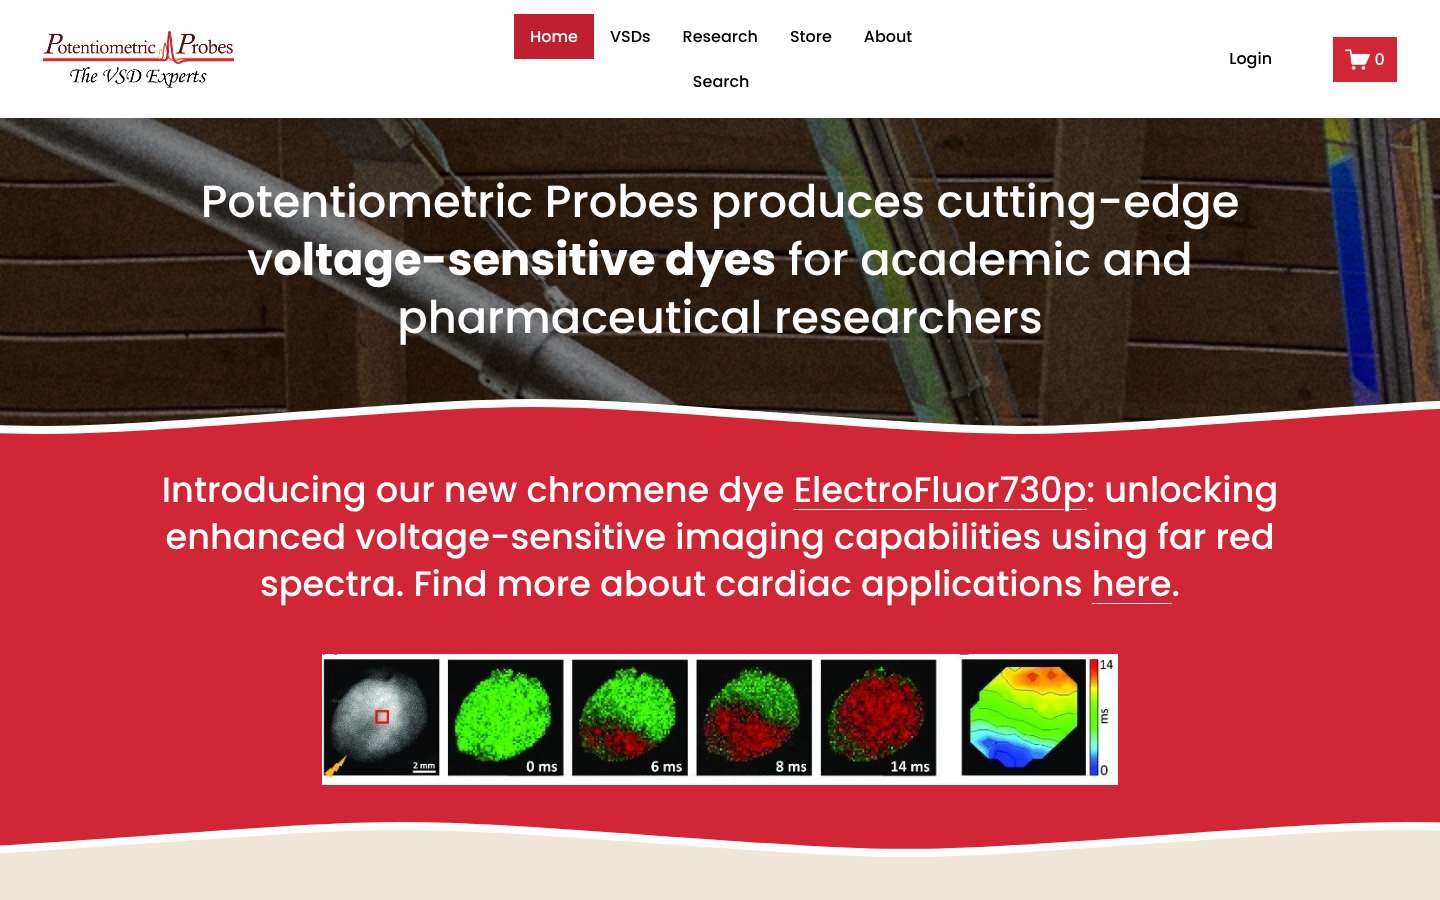 Potentiometric Probes
The VSD Experts
Home
VSDs
Research
Store
About
Search
Login
0
Potentiometric Probes produces cutting-edge
voltage-sensitive dyes for academic and
pharmaceutical researchers
Introducing our new chromene dye ElectroFluor730p: unlocking
enhanced voltage-sensitive imaging capabilities using far red
spectra. Find more about cardiac applications here.
2 mm
0 ms
6 ms
8 ms
14 ms
14
ms
0